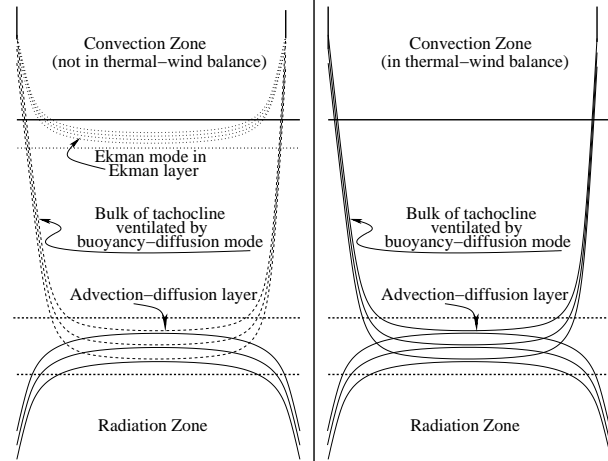 Convection Zone
(not in thermal-wind balance)
Ekman mode in
Ekman layer
Bulk of tachocline
ventilated by
buoyancy-diffusion mode
Advection-diffusion layer
Radiation Zone
Convection Zone
(in thermal-wind balance)
Bulk of tachocline
ventilated by
buoyancy-diffusion mode
Advection-diffusion layer
Radiation Zone